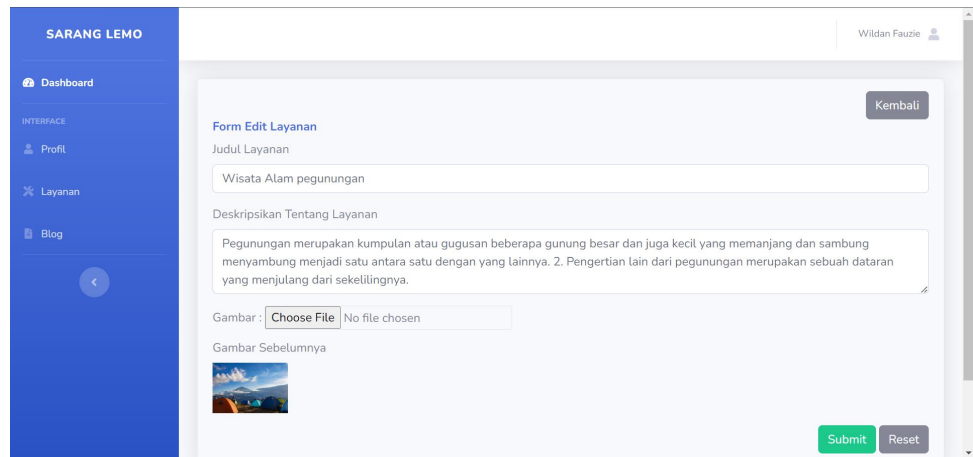 SARANG LEMO
Wildan Fauzie
Dashboard
INTERFACE
Profil
Layanan
Blog
Kembali
Form Edit Layanan
Judul Layanan
Wisata Alam pegunungan
Deskripsikan Tentang Layanan
Pegunungan merupakan kumpulan atau gugusan beberapa gunung besar dan juga kecil yang memanjang dan sambung
menyambung menjadi satu antara satu dengan yang lainnya. 2. Pengertian lain dari pegunungan merupakan sebuah dataran
yang menjulang dari sekelilingnya.
Gambar : Choose File No file chosen
Gambar Sebelumnya
Submit Reset